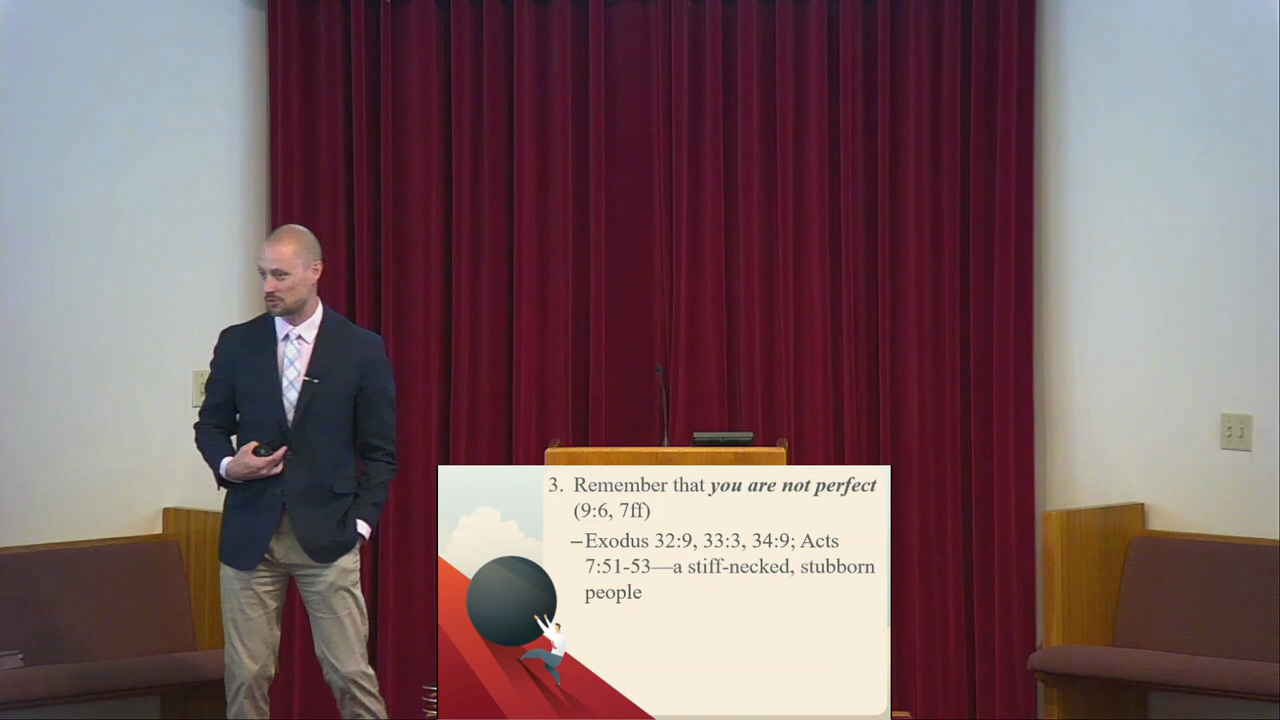 3. Remember that you are not perfect
(9:6, 7ff)
–Exodus 32:9, 33:3, 34:9; Acts
7:51-53—a stiff-necked, stubborn
people